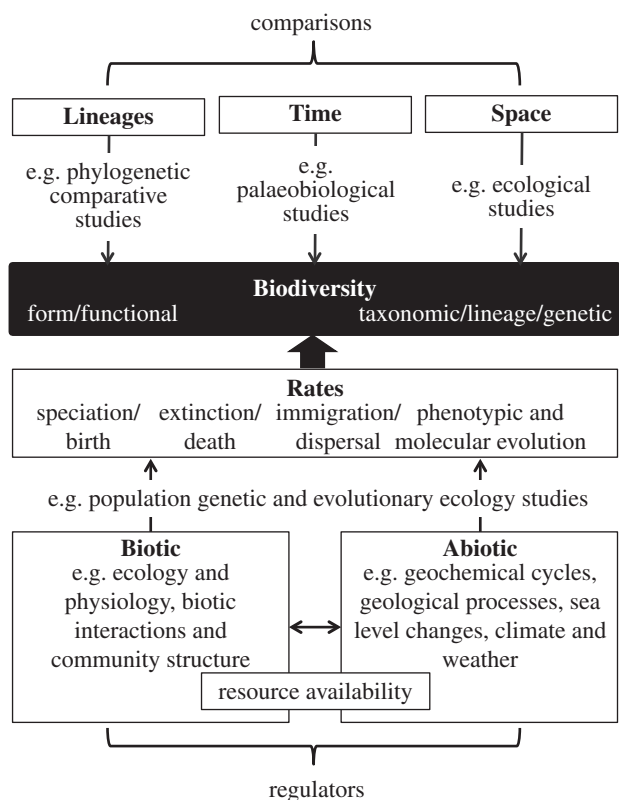 comparisons
Lineages
Time
Space
e.g. phylogenetic
comparative
studies
e.g.
palaeobiological
studies
e.g. ecological
studies
Biodiversity
form/functional
taxonomic/lineage/genetic
Rates
speciation/
birth
extinction/
death
immigration/
dispersal
phenotypic and
molecular evolution
e.g. population genetic and evolutionary ecology studies
Biotic
e.g. ecology and
physiology, biotic
interactions and
community structure
Abiotic
e.g. geochemical cycles,
geological processes, sea
level changes, climate and
weather
resource availability
regulators